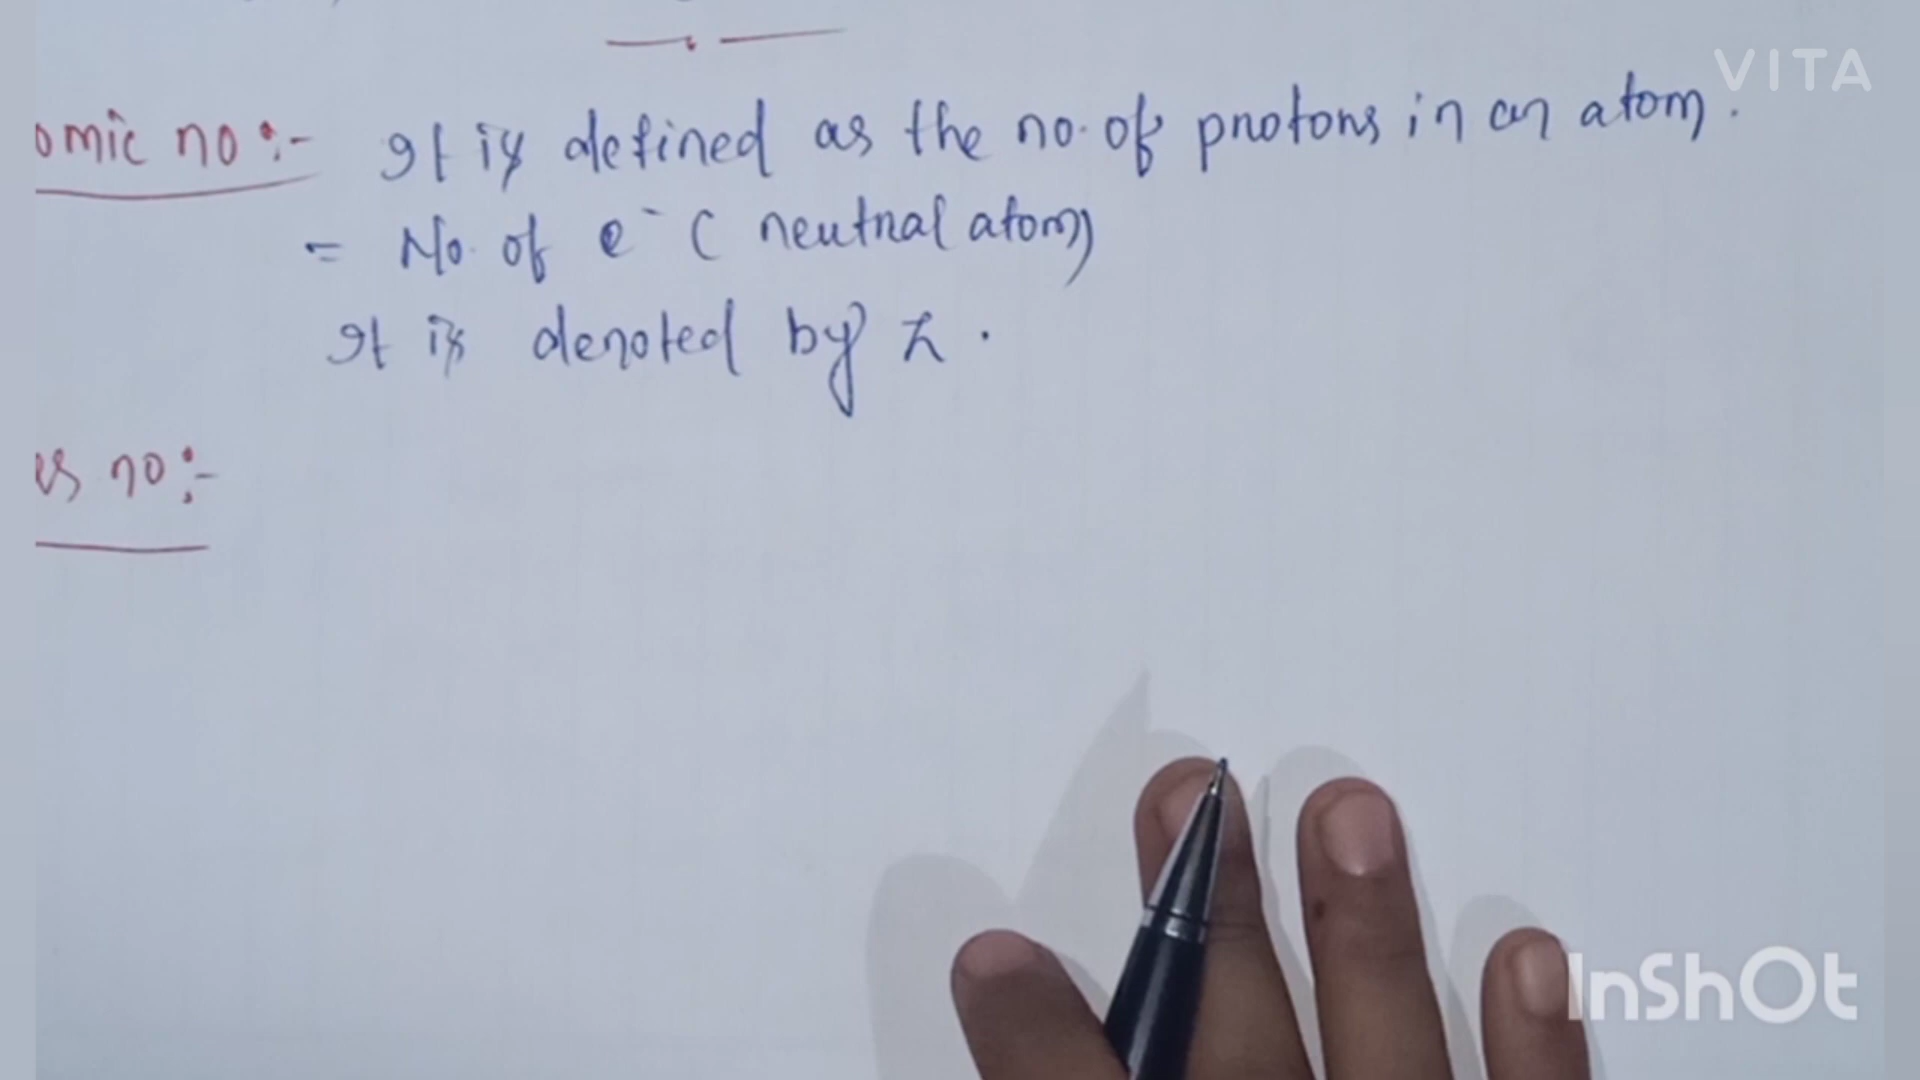 VITA
omic no :- It is defined as the no. of protons in an atom.
= No. of e⁻ ( neutral atom)
It is denoted by Z.
es no :-
InShOt